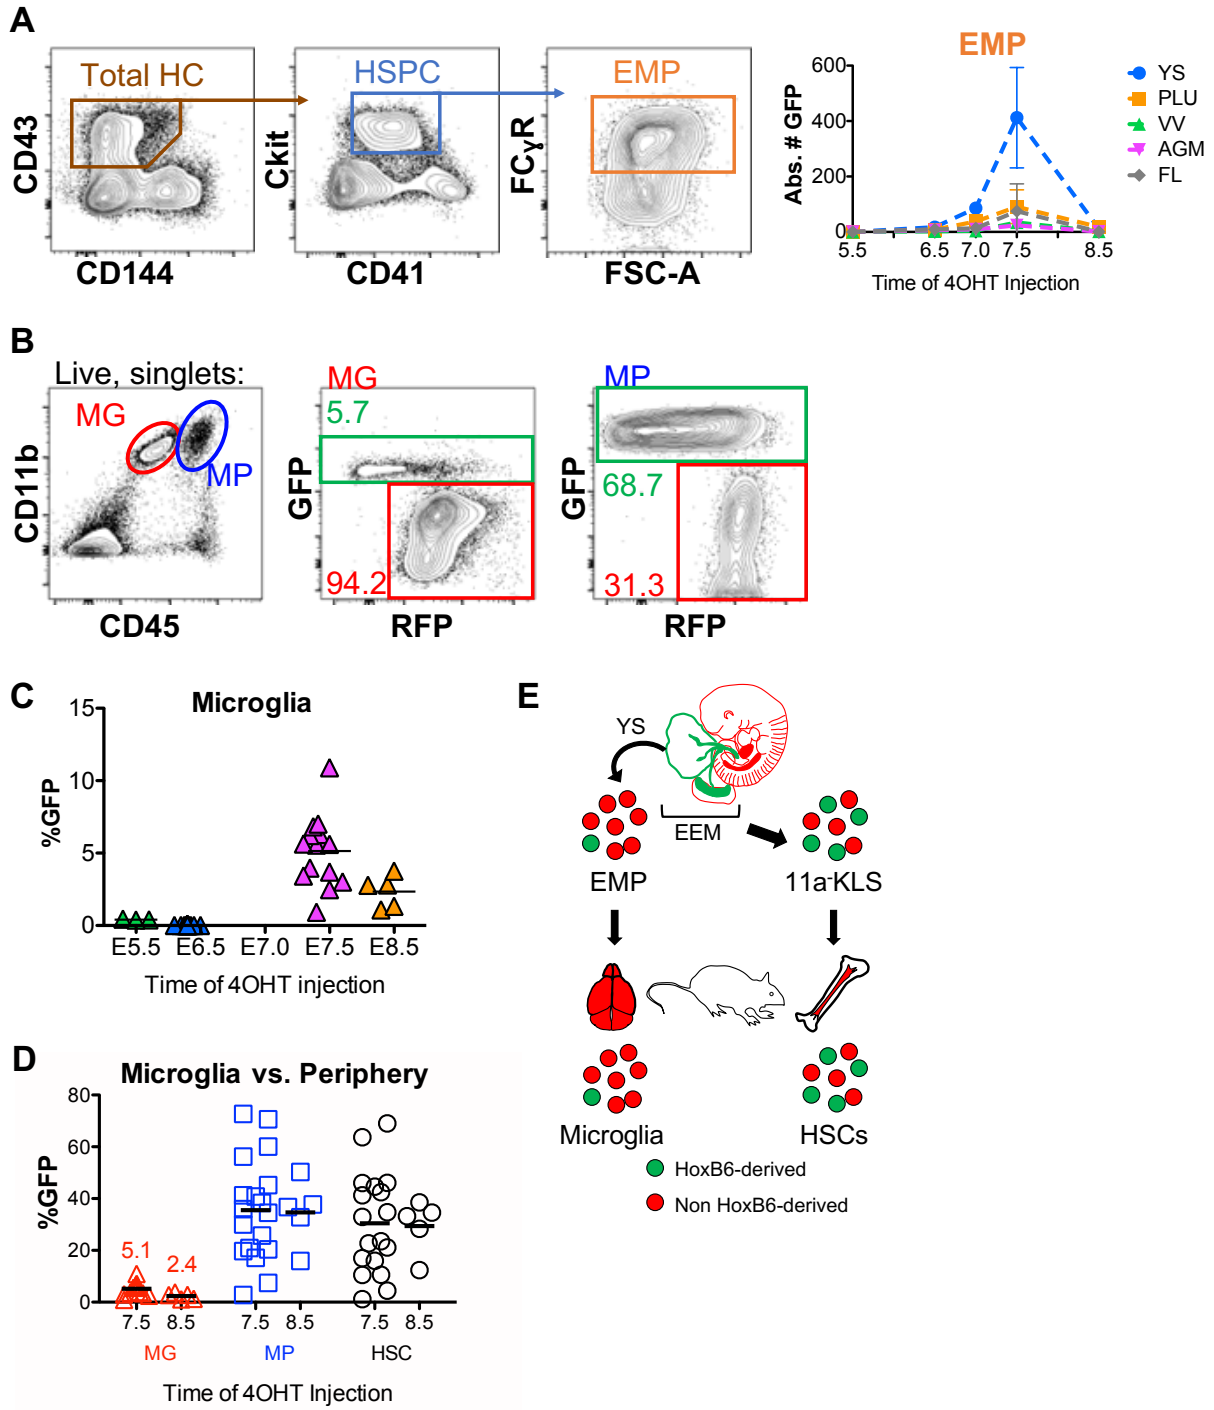 A
Total HC
CD43
CD144
HSPC
Ckit
CD41
EMP
FCγR
FSC-A
EMP
Abs. # GFP
600
400
200
0
5.5
6.5
7.0
7.5
8.5
Time of 4OHT Injection
YS
PLU
VV
AGM
FL
B
Live, singlets:
MG
MP
CD11b
CD45
MG
5.7
94.2
GFP
RFP
MP
68.7
31.3
GFP
RFP
C
Microglia
%GFP
15
10
5
0
E5.5
E6.5
E7.0
E7.5
E8.5
Time of 4OHT injection
D
Microglia vs. Periphery
%GFP
80
60
40
20
0
5.1
2.4
7.5
8.5
7.5
8.5
7.5
8.5
MG
MP
HSC
Time of 4OHT Injection
E
YS
EEM
EMP
11a-KLS
Microglia
HSCs
HoxB6-derived
Non HoxB6-derived